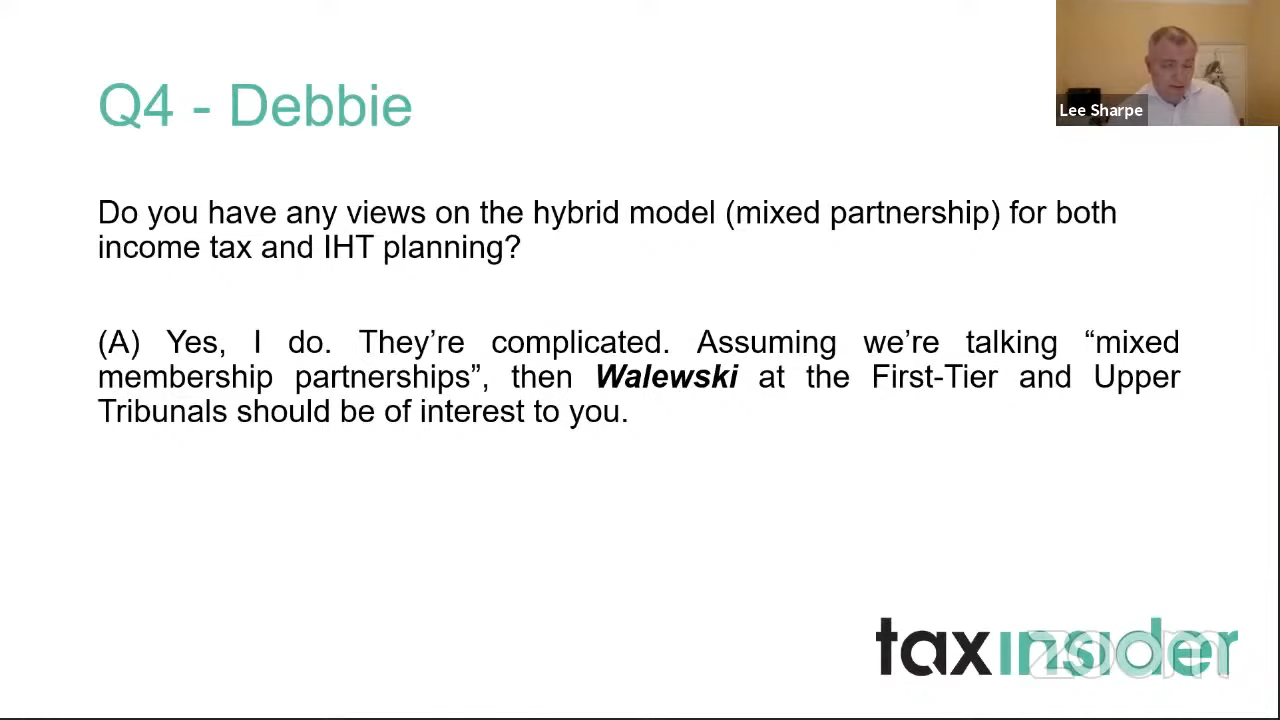 Lee Sharpe
Q4 - Debbie
Do you have any views on the hybrid model (mixed partnership) for both
income tax and IHT planning?
(A) Yes, I do. They’re complicated. Assuming we’re talking “mixed
membership partnerships”, then Walewski at the First-Tier and Upper
Tribunals should be of interest to you.
taxinsider
zoom